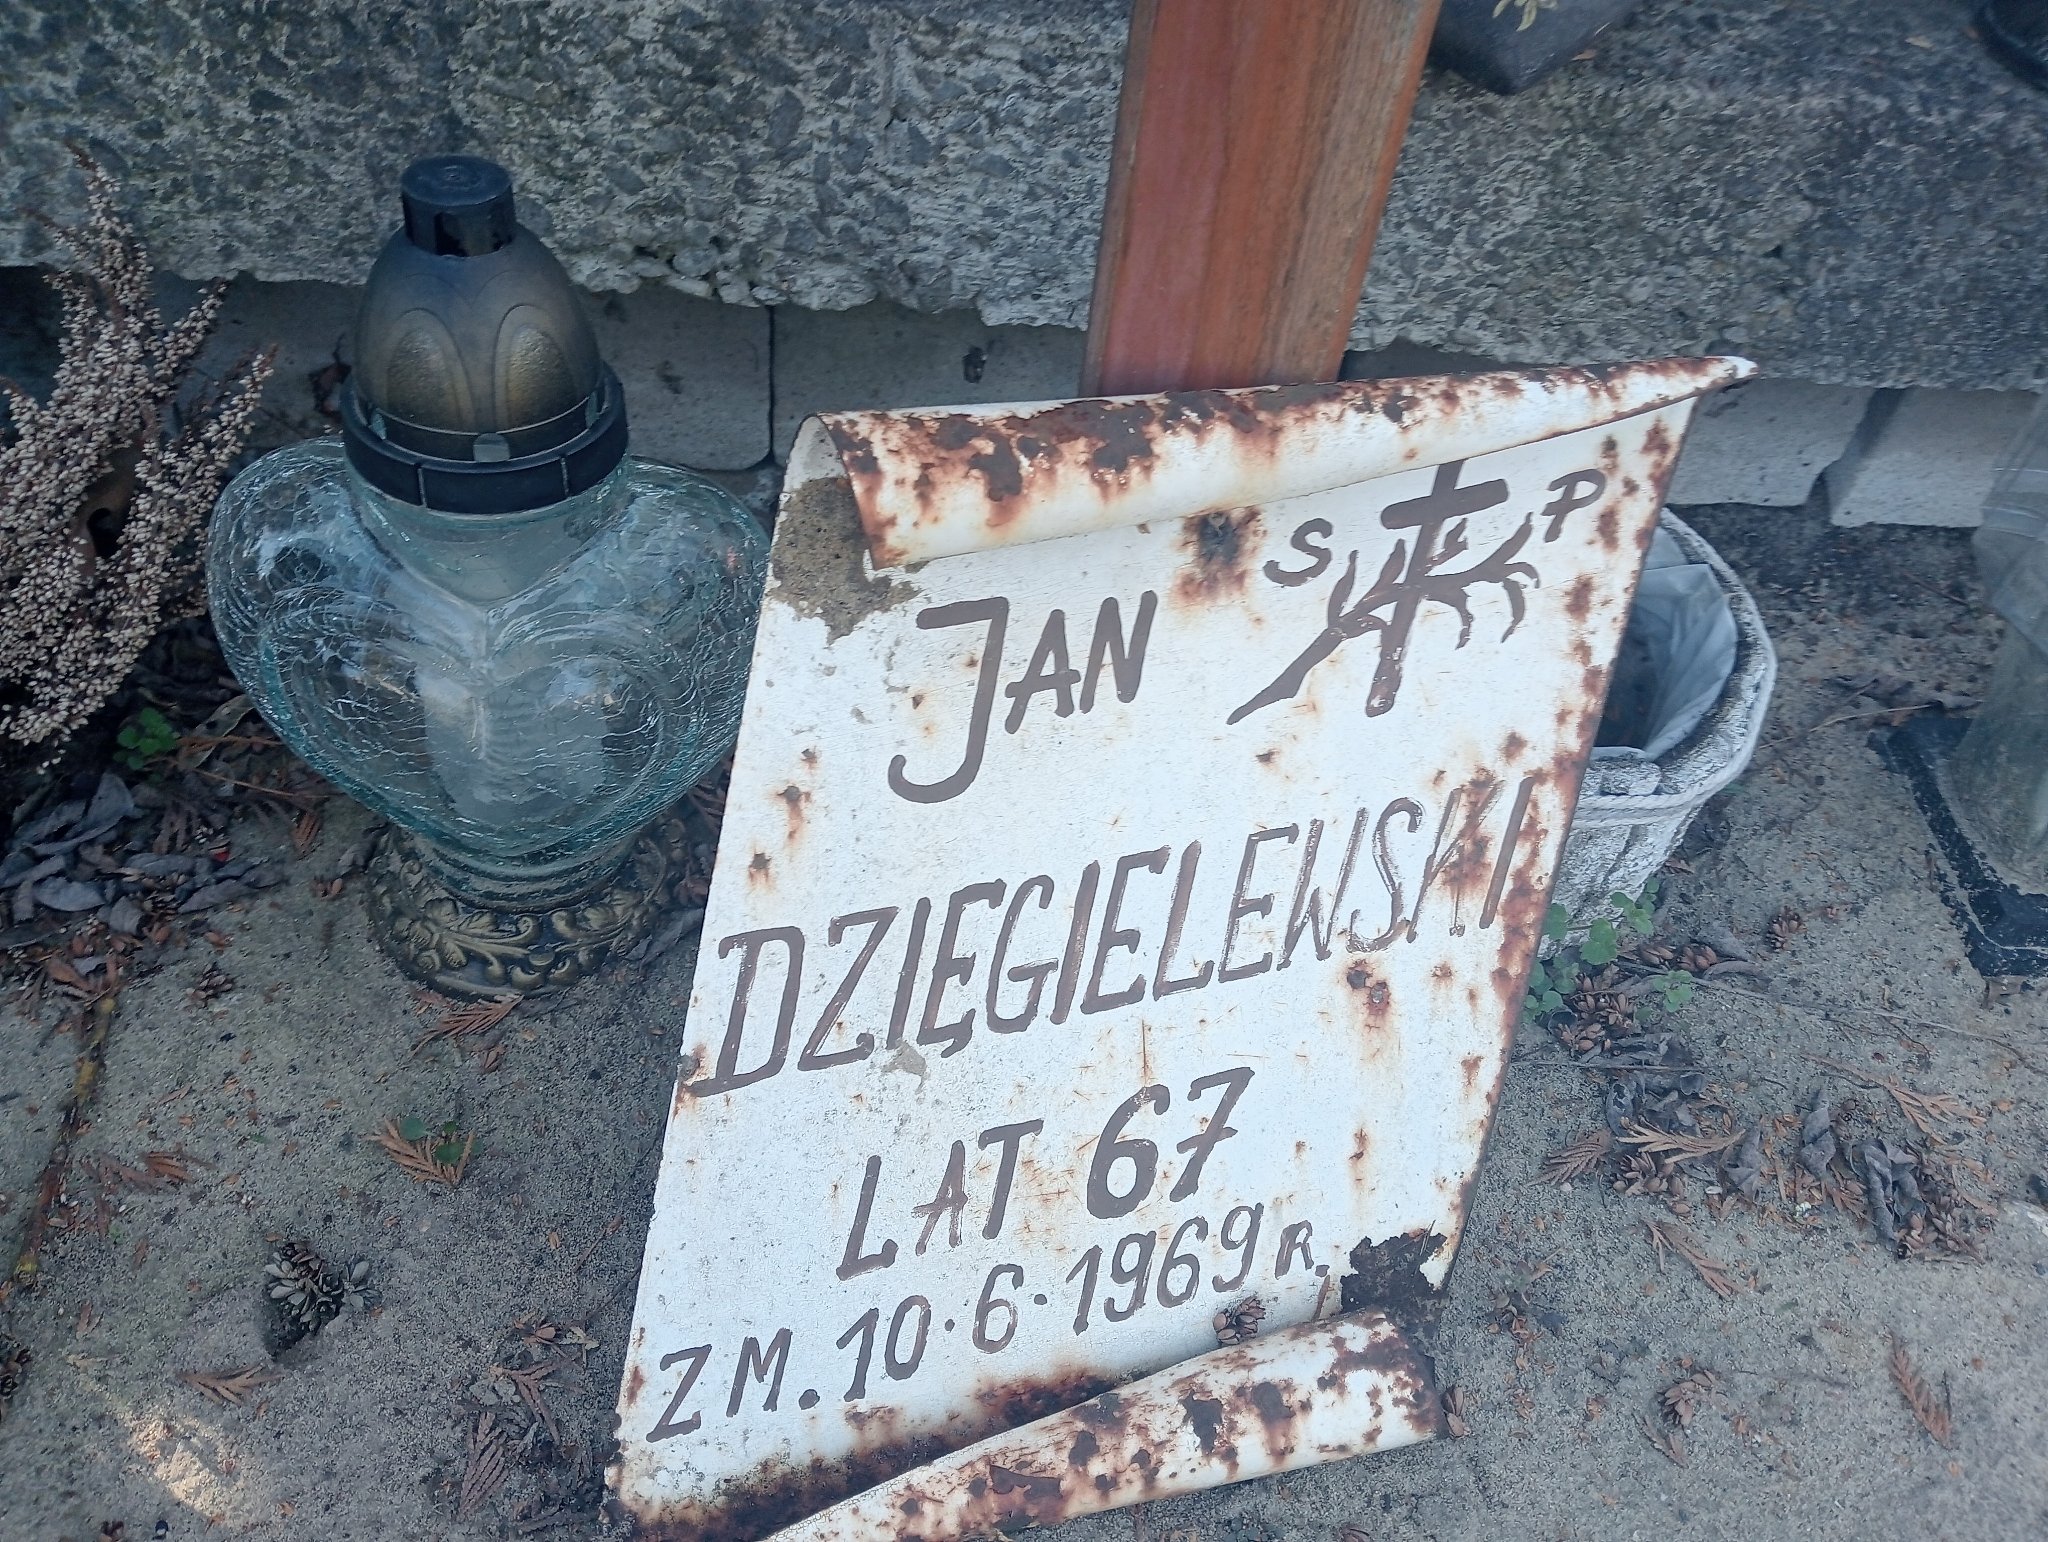 S P
JAN
DZIĘGIELEWSKI
LAT 67
ZM. 10·6·1969 R.